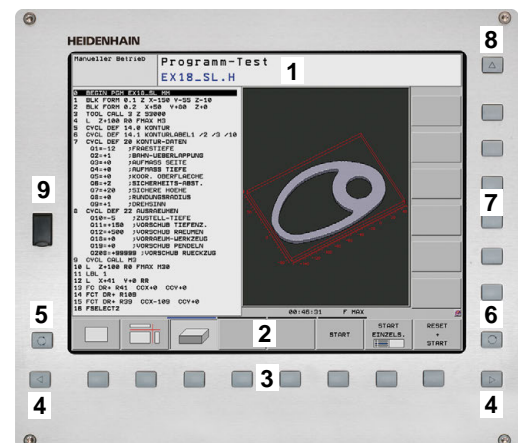 HEIDENHAIN
8
Manueller Betrieb
Programm-Test
EX18_SL.H
1
0 BEGIN PGM EX18_SL MM
1 BLK FORM 0.1 Z X-150 Y-55 Z-10
2 BLK FORM 0.2 X+50 Y+80 Z+0
3 TOOL CALL 3 Z S3000
4 L Z+100 R0 FMAX M3
5 CYCL DEF 14.0 KONTUR
6 CYCL DEF 14.1 KONTURLABEL1 /2 /3 /10
7 CYCL DEF 20 KONTUR-DATEN
Q1=-12 ;FRAESTIEFE
Q2=+1 ;BAHN-UEBERLAPPUNG
Q3=+0 ;AUFMASS SEITE
Q4=+0 ;AUFMASS TIEFE
Q5=+0 ;KOOR. OBERFLAECHE
Q6=+2 ;SICHERHEITS-ABST.
Q7=+20 ;SICHERE HOEHE
Q8=+0 ;RUNDUNGSRADIUS
Q9=+1 ;DREHSINN
8 CYCL DEF 22 AUSRAEUMEN
Q10=-5 ;ZUSTELL-TIEFE
Q11=+150 ;VORSCHUB TIEFENZ.
Q12=+500 ;VORSCHUB RAEUMEN
Q18=+0 ;VORRAEUM-WERKZEUG
Q19=+0 ;VORSCHUB PENDELN
Q208=+99999 ;VORSCHUB RUECKZUG
9 CYCL CALL M3
10 L Z+100 R0 FMAX M30
11 LBL 1
12 L X+41 Y+0 RR
13 FC DR+ R41 CCX+0 CCY+0
14 FCT DR+ R109
15 FCT DR+ R39 CCX-109 CCY+0
16 FSELECT2
00:46:31 F MAX
9
7
5
6
2
START
START EINZELS.
RESET + START
3
4
4